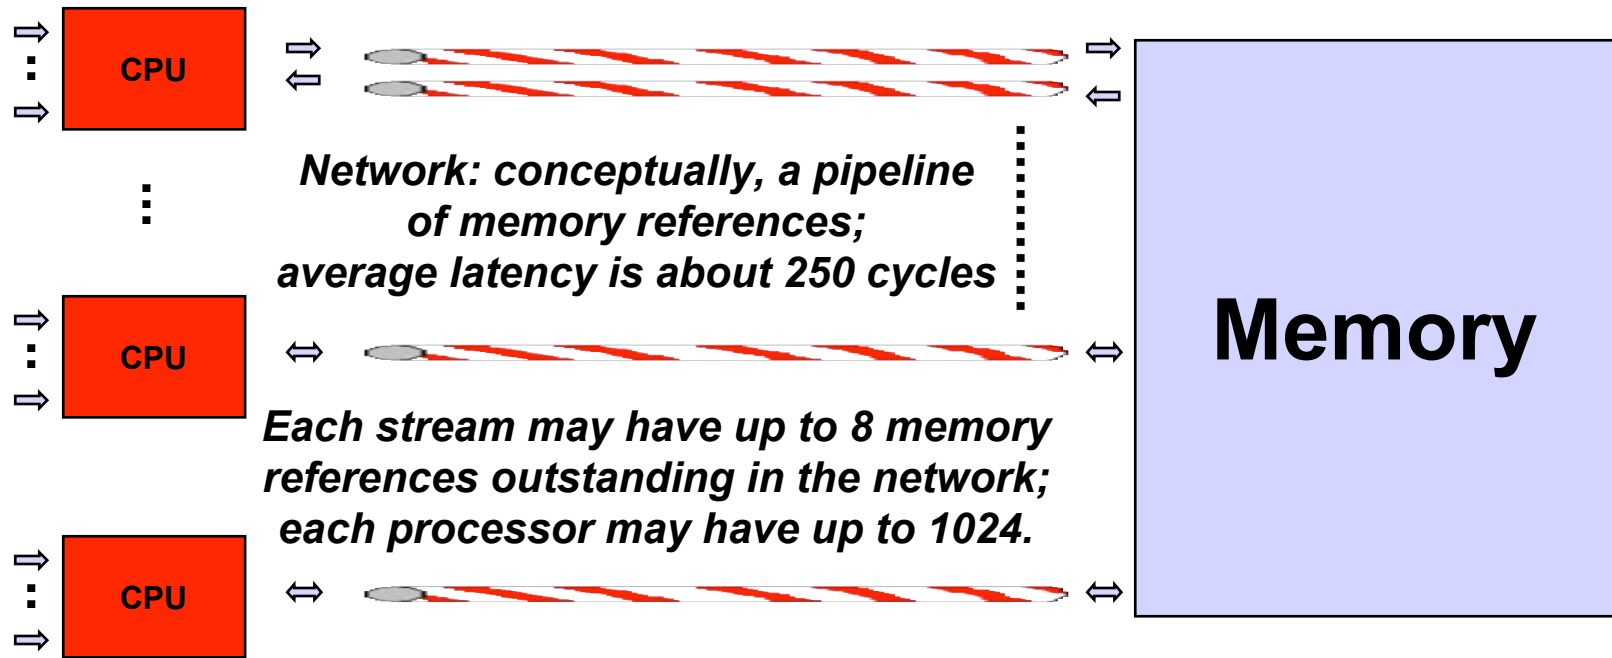 CPU
Network: conceptually, a pipeline
of memory references;
average latency is about 250 cycles
CPU
Memory
Each stream may have up to 8 memory
references outstanding in the network;
each processor may have up to 1024.
CPU